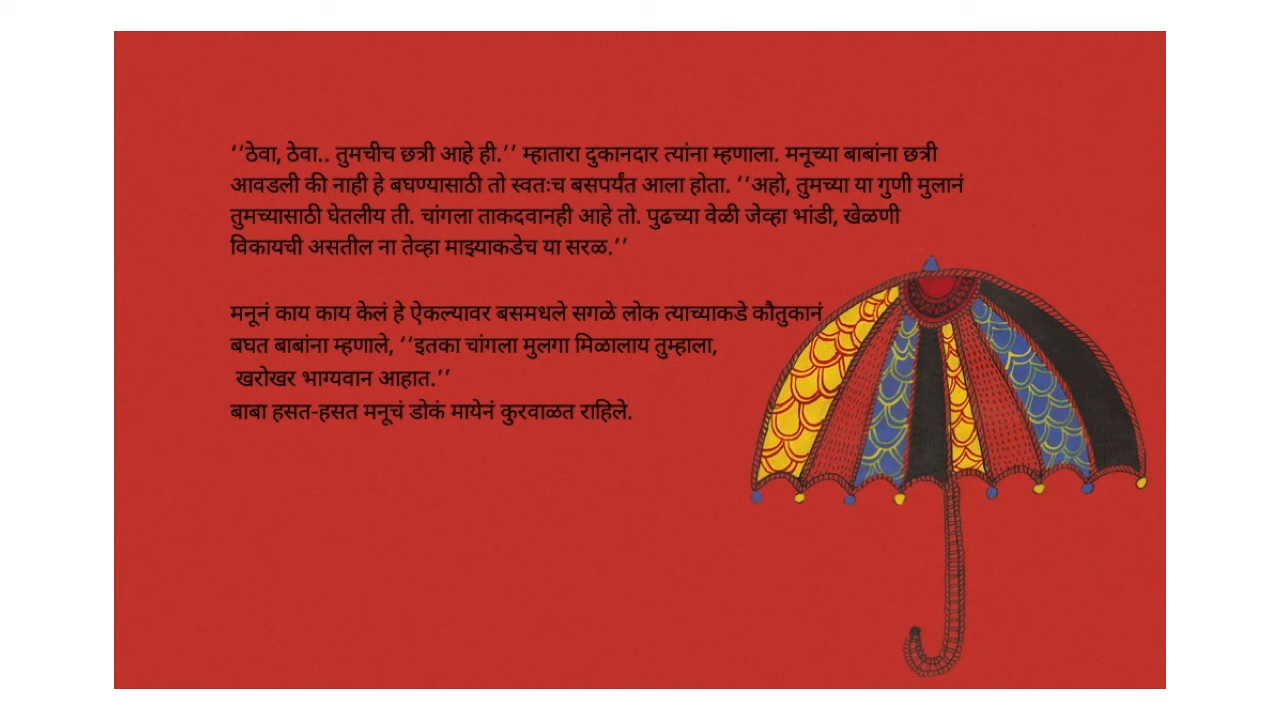 ‘‘ठेवा, ठेवा.. तुमचीच छत्री आहे ही.’’ म्हातारा दुकानदार त्यांना म्हणाला. मनूच्या बाबांना छत्री
आवडली की नाही हे बघण्यासाठी तो स्वतःच बसपर्यंत आला होता. ‘‘अहो, तुमच्या या गुणी मुलानं
तुमच्यासाठी घेतलीय ती. चांगला ताकदवानही आहे तो. पुढच्या वेळी जेव्हा भांडी, खेळणी
विकायची असतील ना तेव्हा माझ्याकडेच या सरळ.’’
मनूनं काय काय केलं हे ऐकल्यावर बसमधले सगळे लोक त्याच्याकडे कौतुकानं
बघत बाबांना म्हणाले, ‘‘इतका चांगला मुलगा मिळालाय तुम्हाला,
खरोखर भाग्यवान आहात.’’
बाबा हसत-हसत मनूचं डोकं मायेनं कुरवाळत राहिले.